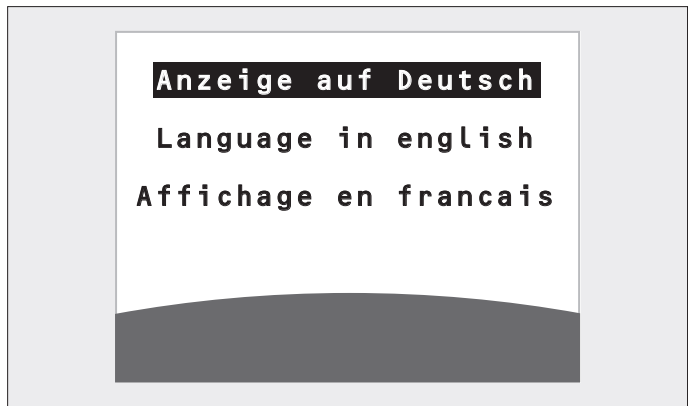 Anzeige auf Deutsch
Language in english
Affichage en francais